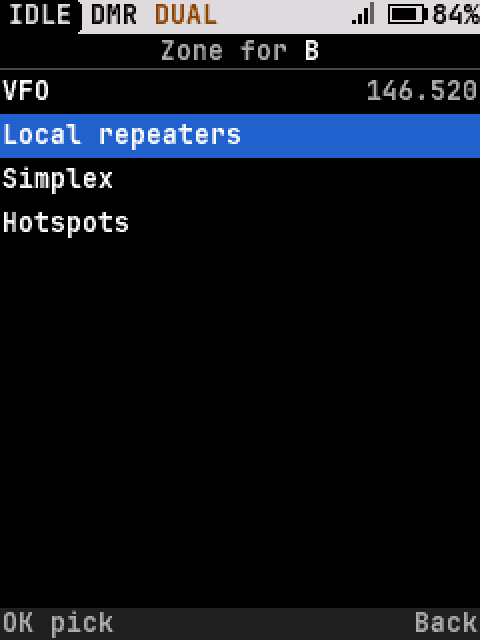 IDLE DMR DUAL 84%
Zone for B
VFO 146.520
Local repeaters
Simplex
Hotspots
OK pick Back